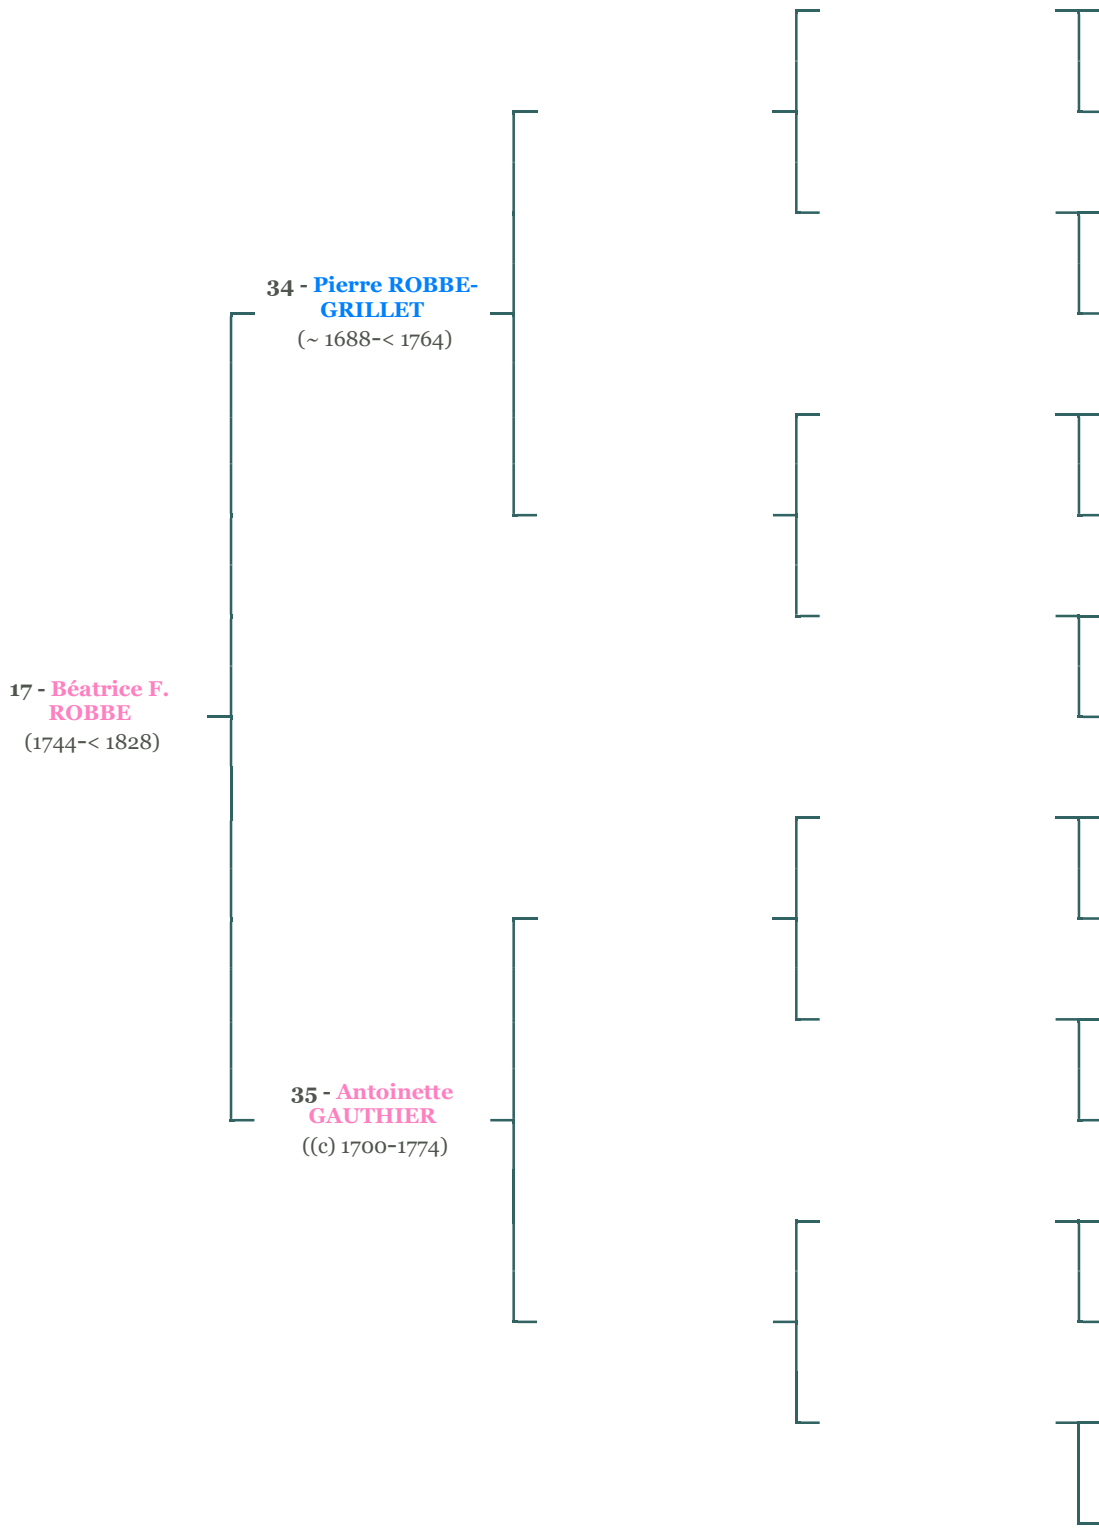 34 - Pierre ROBBE-
GRILLET
(~ 1688-< 1764)
17 - Béatrice F.
ROBBE
(1744-< 1828)
35 - Antoinette
GAUTHIER
((c) 1700-1774)